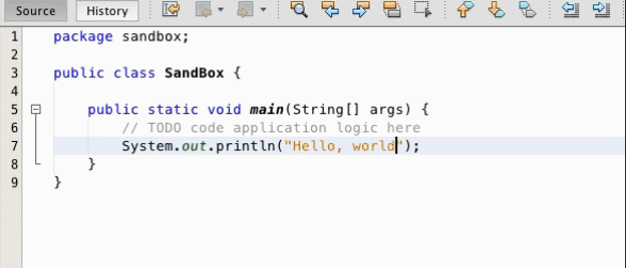 Source History
1 package sandbox;
2
3 public class SandBox {
4
5     public static void main(String[] args) {
6         // TODO code application logic here
7         System.out.println("Hello, world");
8     }
9 }